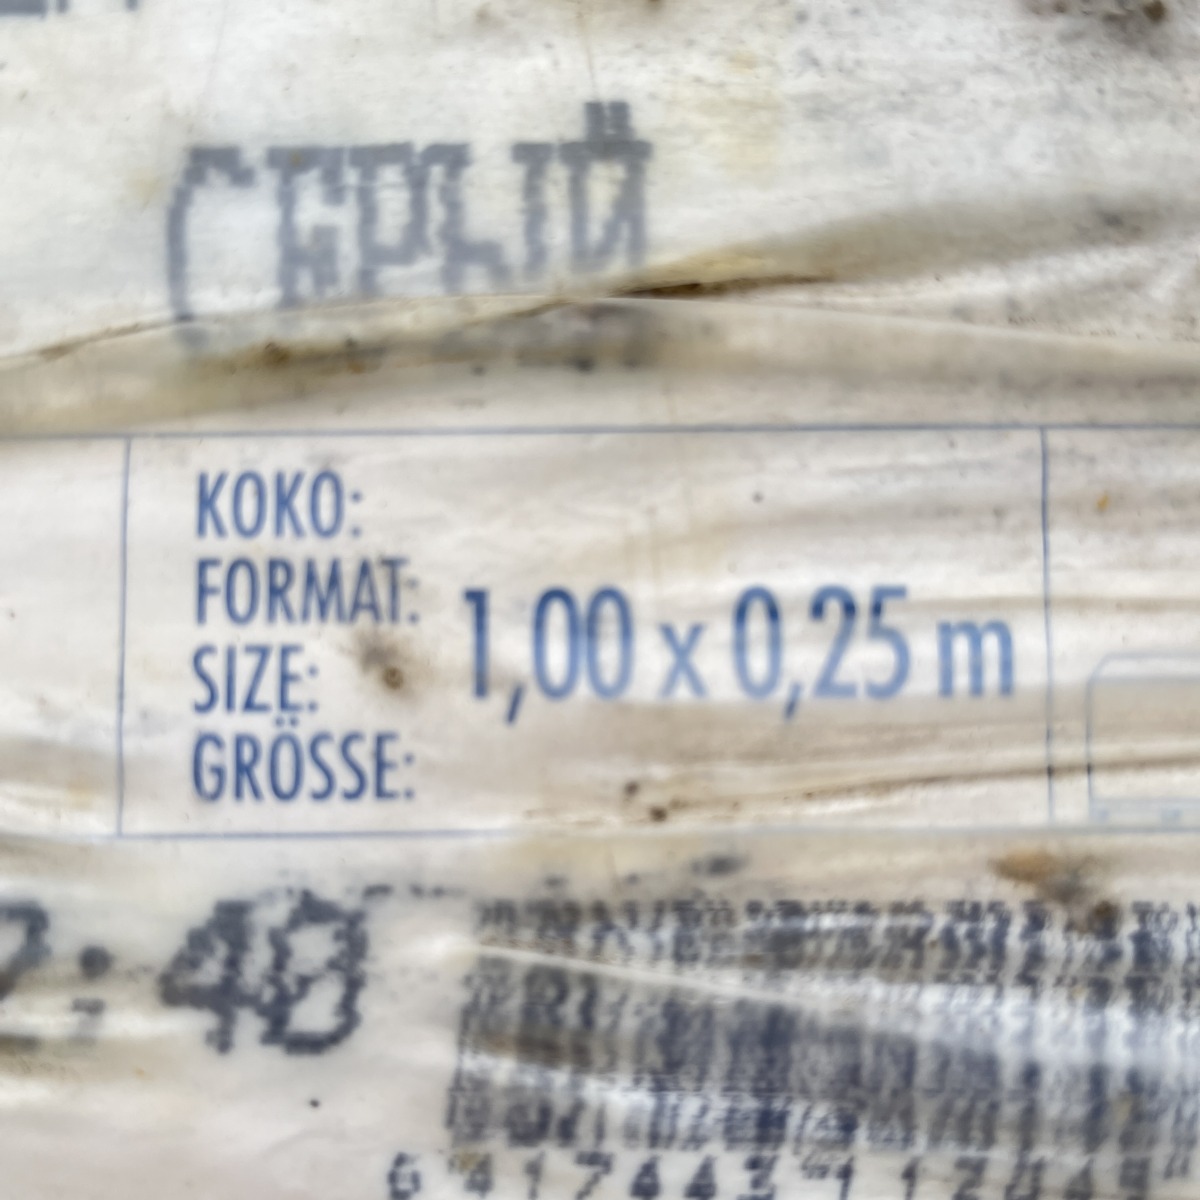 СЕРЫЙ
KOKO:
FORMAT:
SIZE:
GRÖSSE:
1,00 x 0,25 m